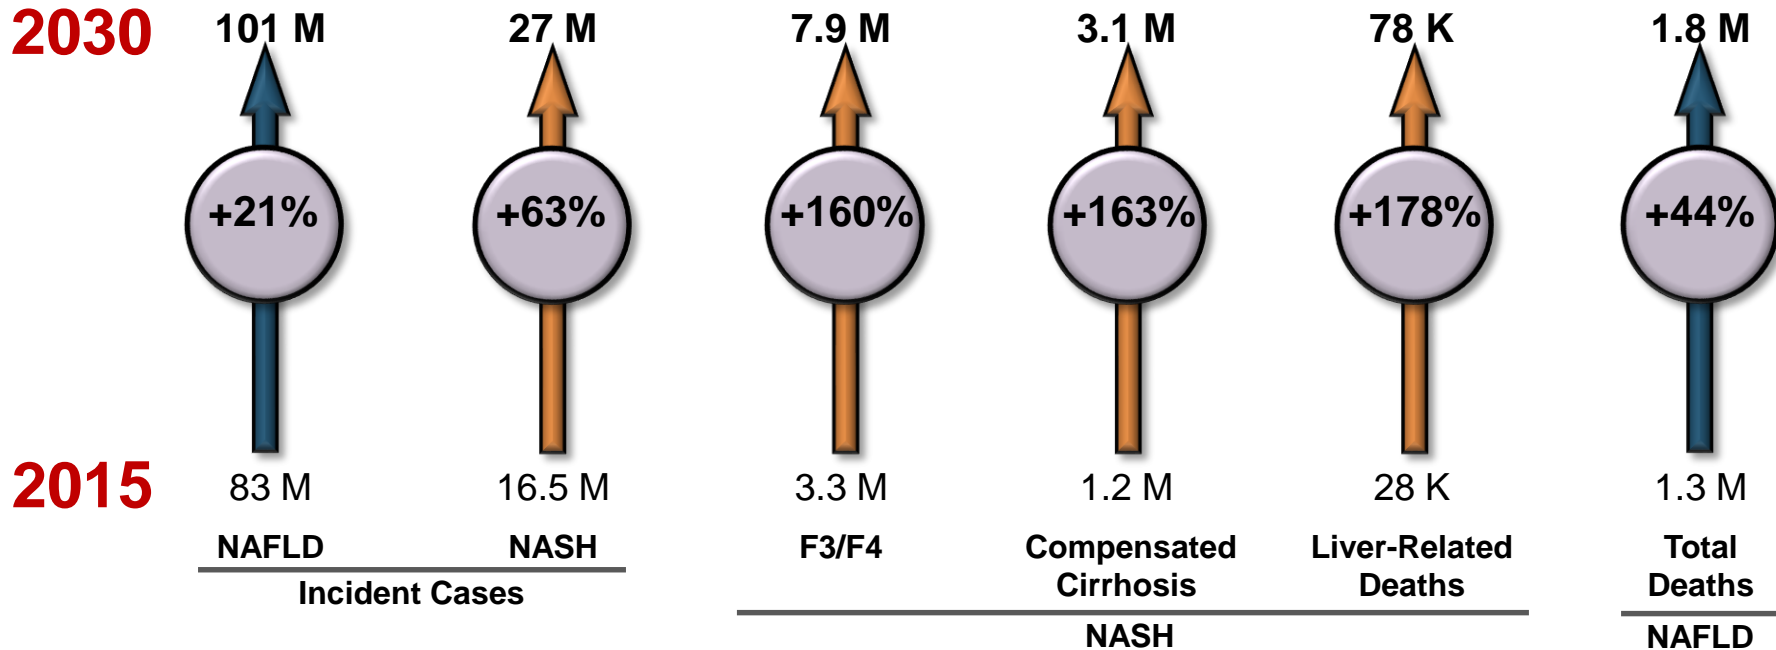 2030 101 M 27 M 7.9 M 3.1 M 78 K 1.8 M
+21% +63% +160% +163% +178% +44%
2015 83 M 16.5 M 3.3 M 1.2 M 28 K 1.3 M
NAFLD NASH F3/F4 Compensated Liver-Related Total
Cirrhosis Deaths Deaths
Incident Cases
NASH NAFLD